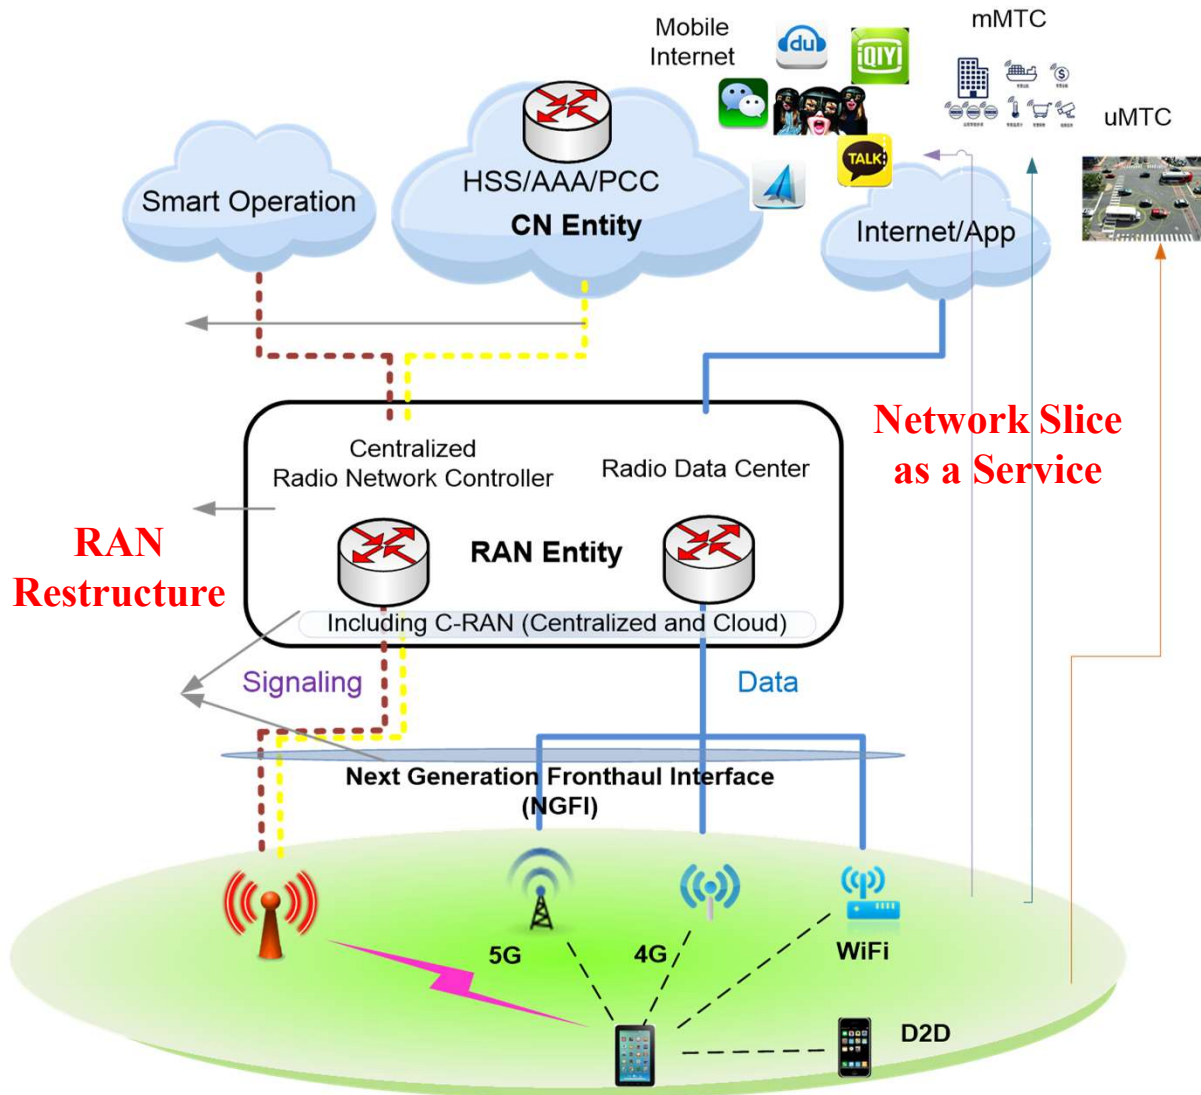 Mobile
Internet
mMTC
du
iQIYI
uMTC
TALK
Smart Operation
HSS/AAA/PCC
CN Entity
Internet/App
Network Slice
as a Service
Centralized
Radio Network Controller
Radio Data Center
RAN
Restructure
RAN Entity
Including C-RAN (Centralized and Cloud)
Signaling
Data
Next Generation Fronthaul Interface
(NGFI)
5G
4G
WiFi
D2D